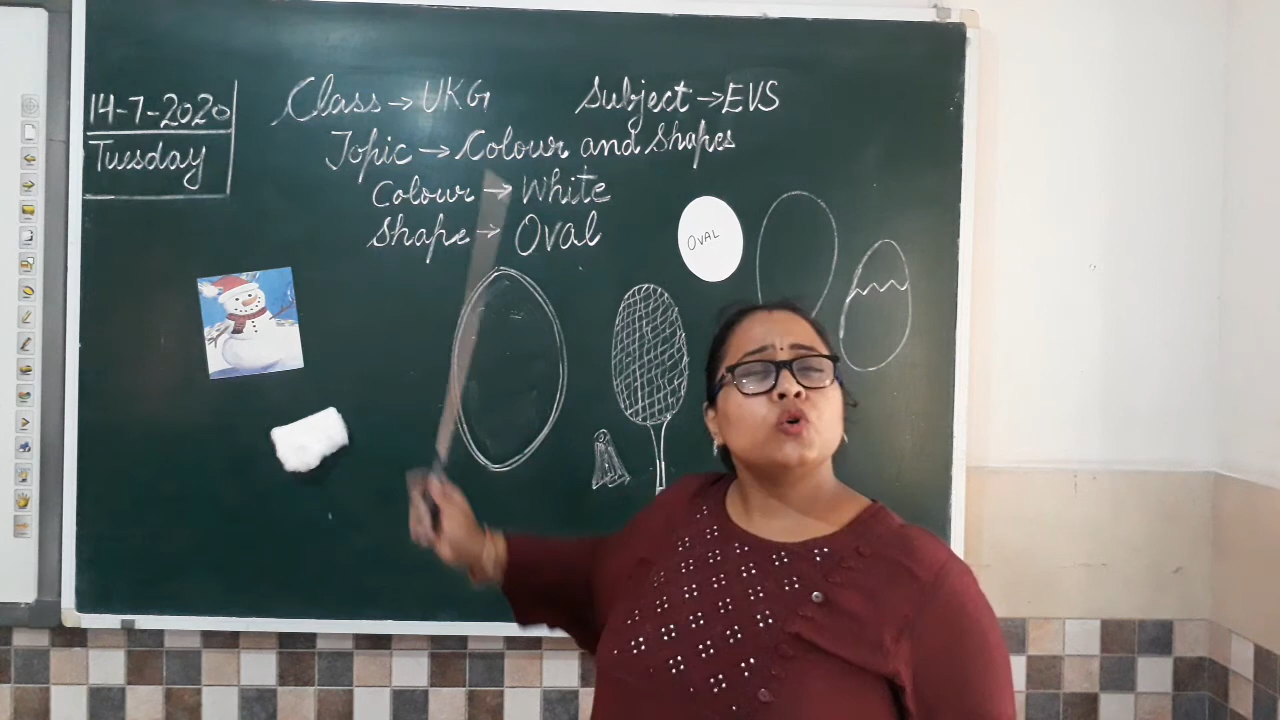 14-7-2020
Tuesday
Class → UKG
Subject → EVS
Topic → Colour and Shapes
Colour → White
Shape → Oval
OVAL